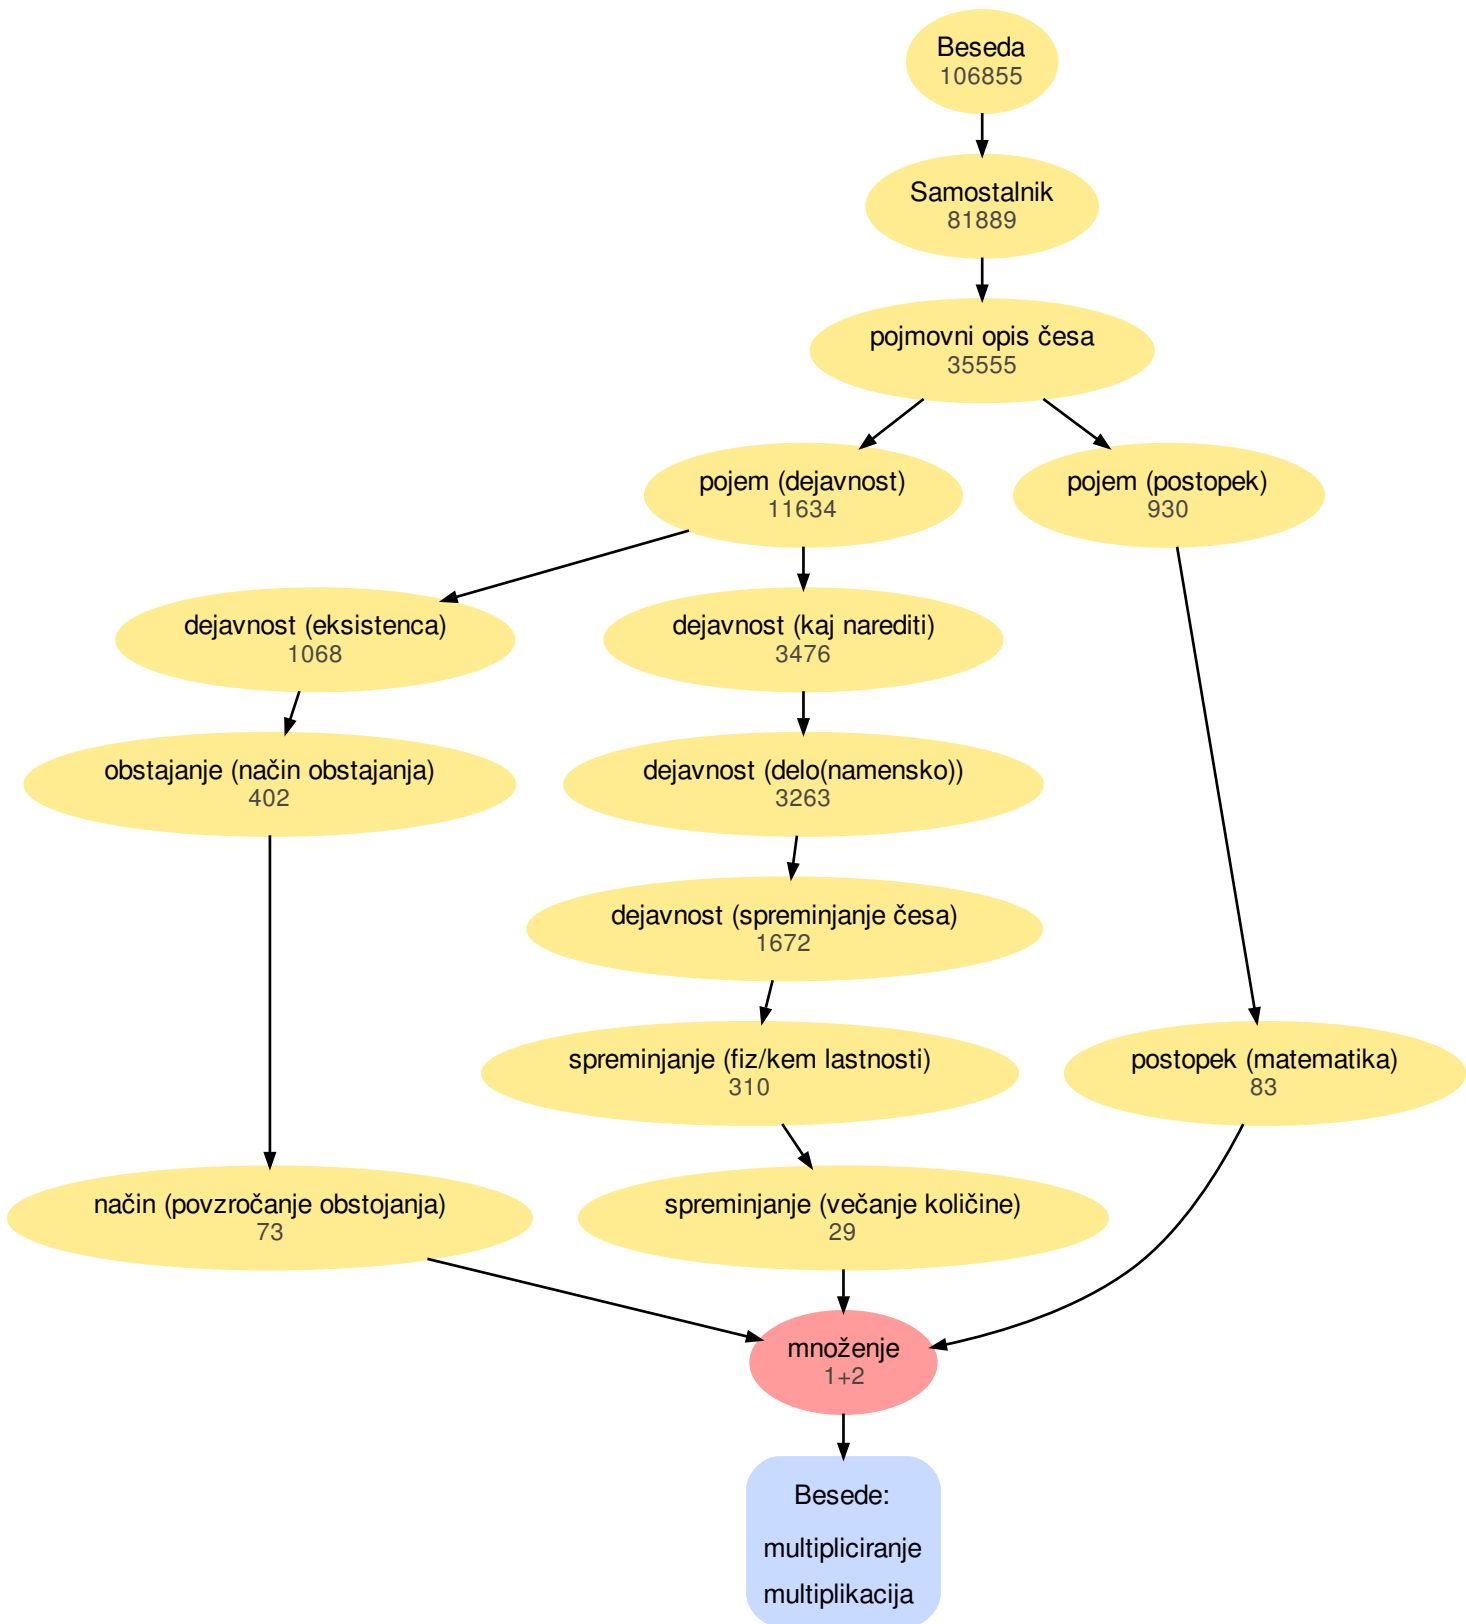 Beseda
106855
Samostalnik
81889
pojmovni opis česa
35555
pojem (dejavnost)
11634
pojem (postopek)
930
dejavnost (eksistenca)
1068
dejavnost (kaj narediti)
3476
obstajanje (način obstajanja)
402
dejavnost (delo(namensko))
3263
dejavnost (spreminjanje česa)
1672
spreminjanje (fiz/kem lastnosti)
310
postopek (matematika)
83
način (povzročanje obstojanja)
73
spreminjanje (večanje količine)
29
množenje
1+2
Besede:
multipliciranje
multiplikacija